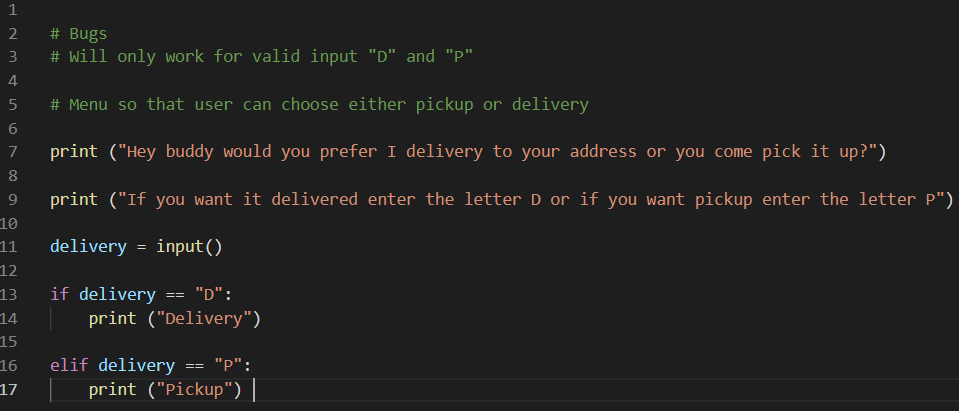 1
2 # Bugs
3 # Will only work for valid input "D" and "P"
4
5 # Menu so that user can choose either pickup or delivery
6
7 print ("Hey buddy would you prefer I delivery to your address or you come pick it up?")
8
9 print ("If you want it delivered enter the letter D or if you want pickup enter the letter P")
10
11 delivery = input()
12
13 if delivery == "D":
14     print ("Delivery")
15
16 elif delivery == "P":
17     print ("Pickup")